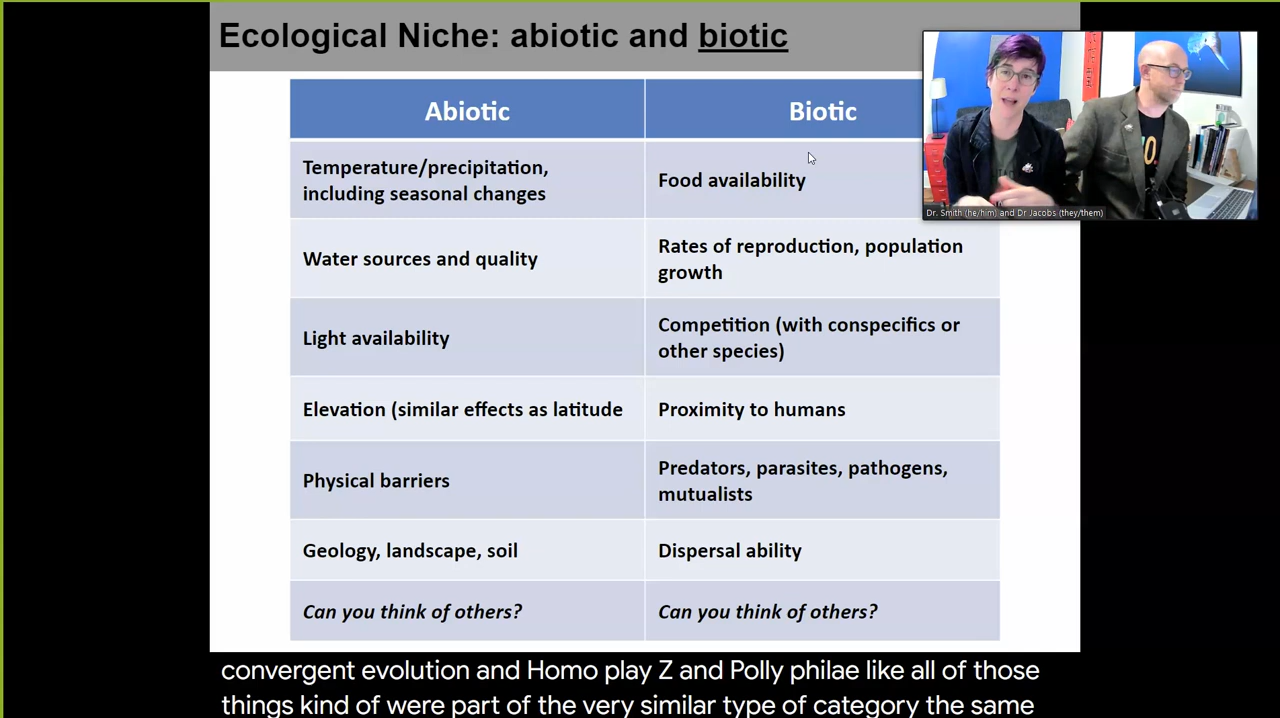 Ecological Niche: abiotic and biotic
Abiotic
Biotic
Temperature/precipitation,
including seasonal changes
Food availability
Water sources and quality
Rates of reproduction, population
growth
Light availability
Competition (with conspecifics or
other species)
Elevation (similar effects as latitude
Proximity to humans
Physical barriers
Predators, parasites, pathogens,
mutualists
Geology, landscape, soil
Dispersal ability
Can you think of others?
Can you think of others?
Dr. Smith (he/him) and Dr Jacobs (they/them)
convergent evolution and Homo play Z and Polly philae like all of those
things kind of were part of the very similar type of category the same